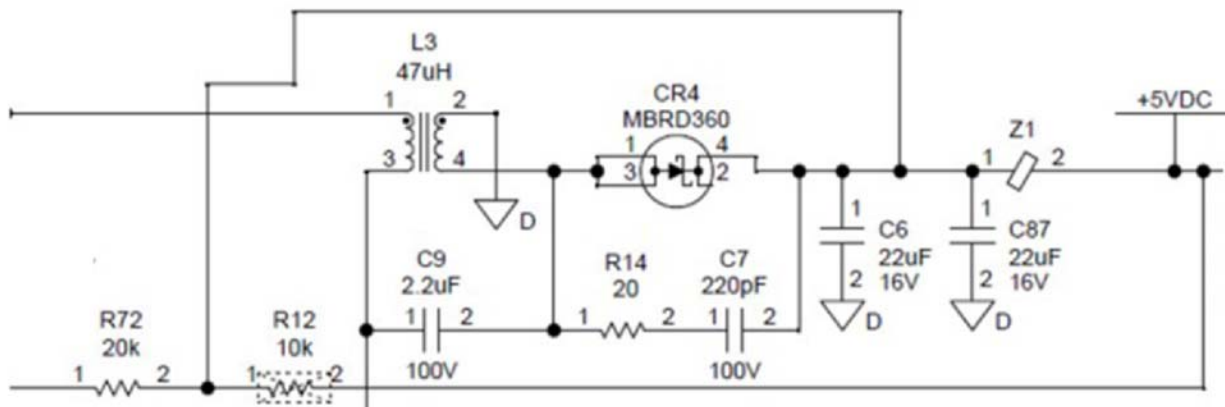 L3
47uH
1 2
3 4
CR4
MBRD360
1 4
3 2
D
+5VDC
Z1
1 2
1
C6
22uF
2 16V
D
1
C87
22uF
2 16V
D
C9
2.2uF
1 2
100V
R14
20
1 2
C7
220pF
1 2
100V
R72
20k
1 2
R12
10k
1 2